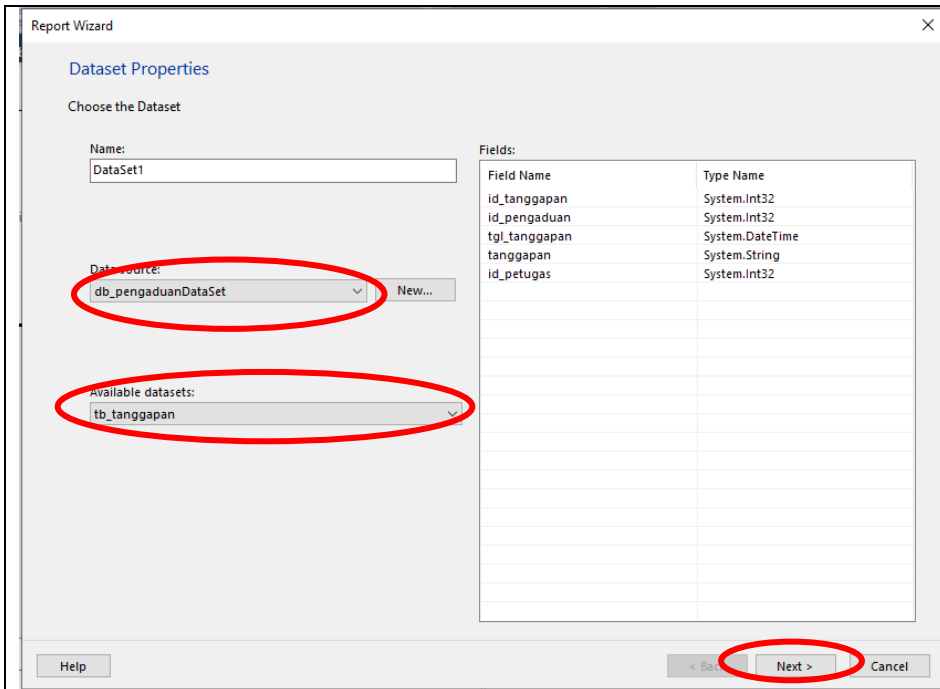 Report Wizard
Dataset Properties
Choose the Dataset
Name:
DataSet1
Data source:
db_pengaduanDataSet
New...
Available datasets:
tb_tanggapan
Fields:
Field Name Type Name
id_tanggapan System.Int32
id_pengaduan System.Int32
tgl_tanggapan System.DateTime
tanggapan System.String
id_petugas System.Int32
Help
< Back
Next >
Cancel